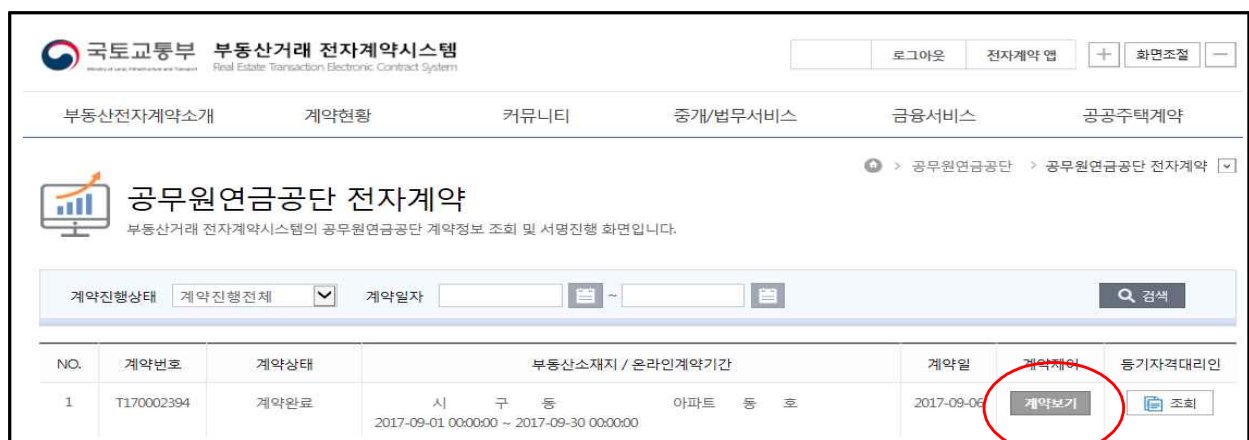 국토교통부 부동산거래 전자계약시스템
Real Estate Transaction Electronic Contract System
로그아웃 전자계약 앱 + 화면조절 −
부동산전자계약소개 계약현황 커뮤니티 중개/법무서비스 금융서비스 공공주택계약
> 공무원연금공단 > 공무원연금공단 전자계약
공무원연금공단 전자계약
부동산거래 전자계약시스템의 공무원연금공단 계약정보 조회 및 서명진행 화면입니다.
계약진행상태 계약진행전체 계약일자 ~ 검색
NO. 계약번호 계약상태 부동산소재지 / 온라인계약기간 계약일 계약제어 등기자격대리인
1 T170002394 계약완료 시 구 동 아파트 동 호 2017-09-06 계약보기 조회
2017-09-01 00:00:00 ~ 2017-09-30 00:00:00